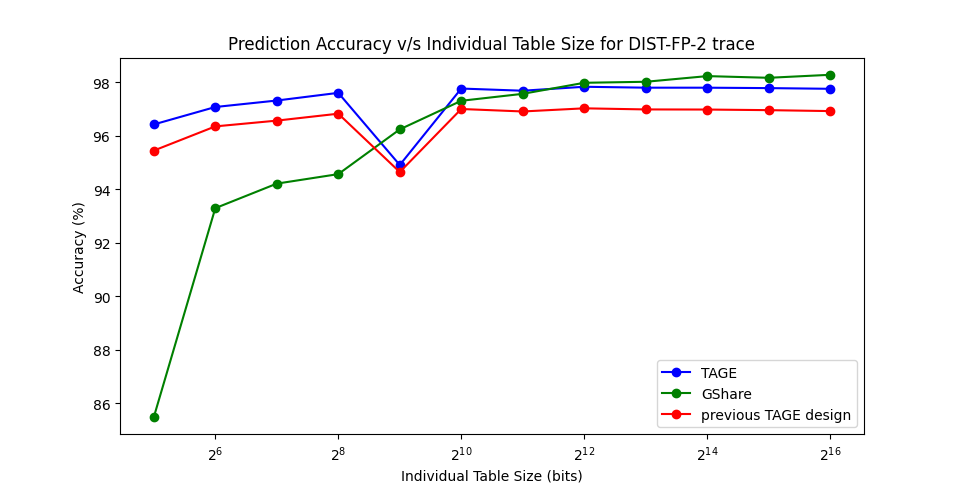 Prediction Accuracy v/s Individual Table Size for DIST-FP-2 trace
98
96
94
92
90
88
86
Accuracy (%)
TAGE
GShare
previous TAGE design
2^6 2^8 2^10 2^12 2^14 2^16
Individual Table Size (bits)